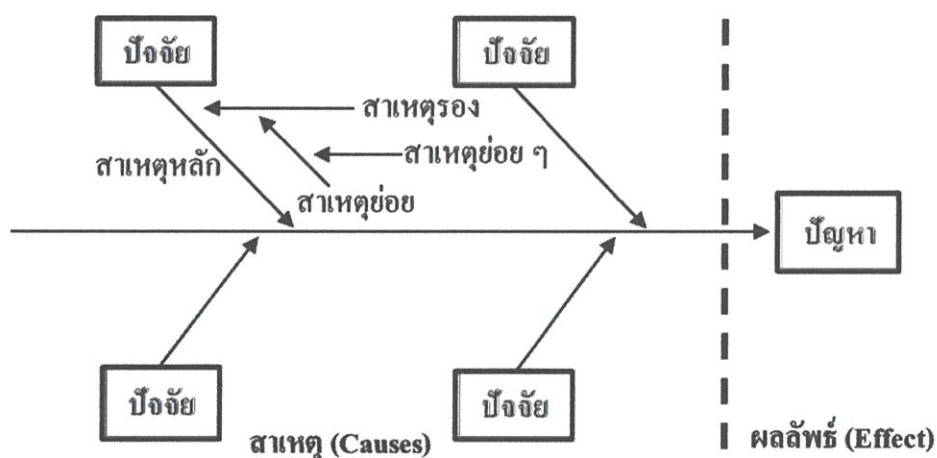 ปัจจัย
ปัจจัย
สาเหตุรอง
สาเหตุหลัก
สาเหตุย่อย ๆ
สาเหตุย่อย
ปัญหา
ปัจจัย
ปัจจัย
สาเหตุ (Causes)
ผลลัพธ์ (Effect)